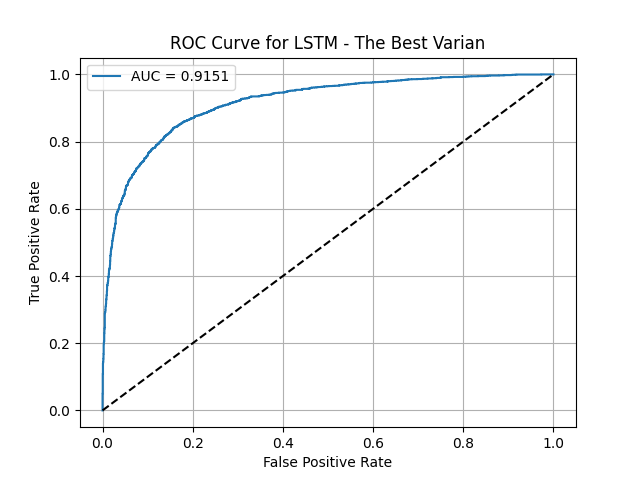 ROC Curve for LSTM - The Best Varian
AUC = 0.9151
True Positive Rate
1.0
0.8
0.6
0.4
0.2
0.0
0.0 0.2 0.4 0.6 0.8 1.0
False Positive Rate